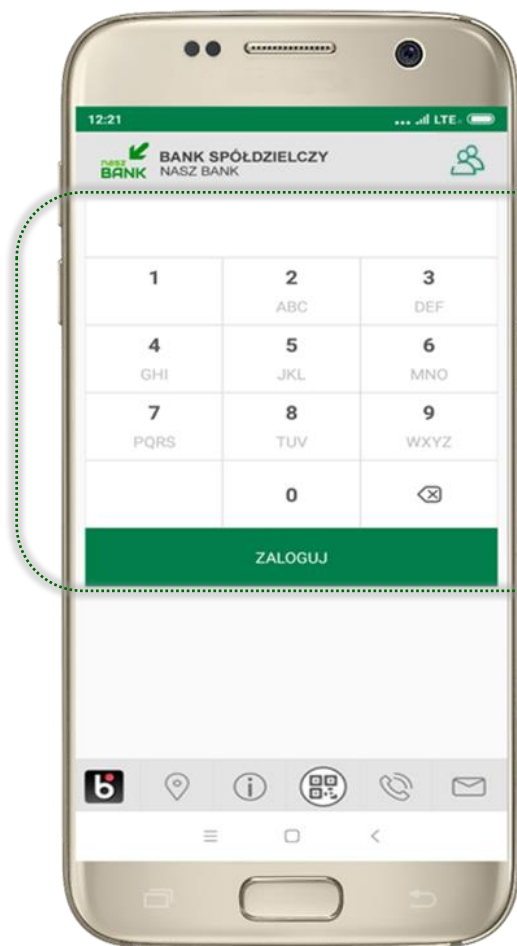 12:21 ... LTE
nasz
BANK
BANK SPÓŁDZIELCZY
NASZ BANK
1 2 3
ABC DEF
4 5 6
GHI JKL MNO
7 8 9
PQRS TUV WXYZ
0
ZALOGUJ
b